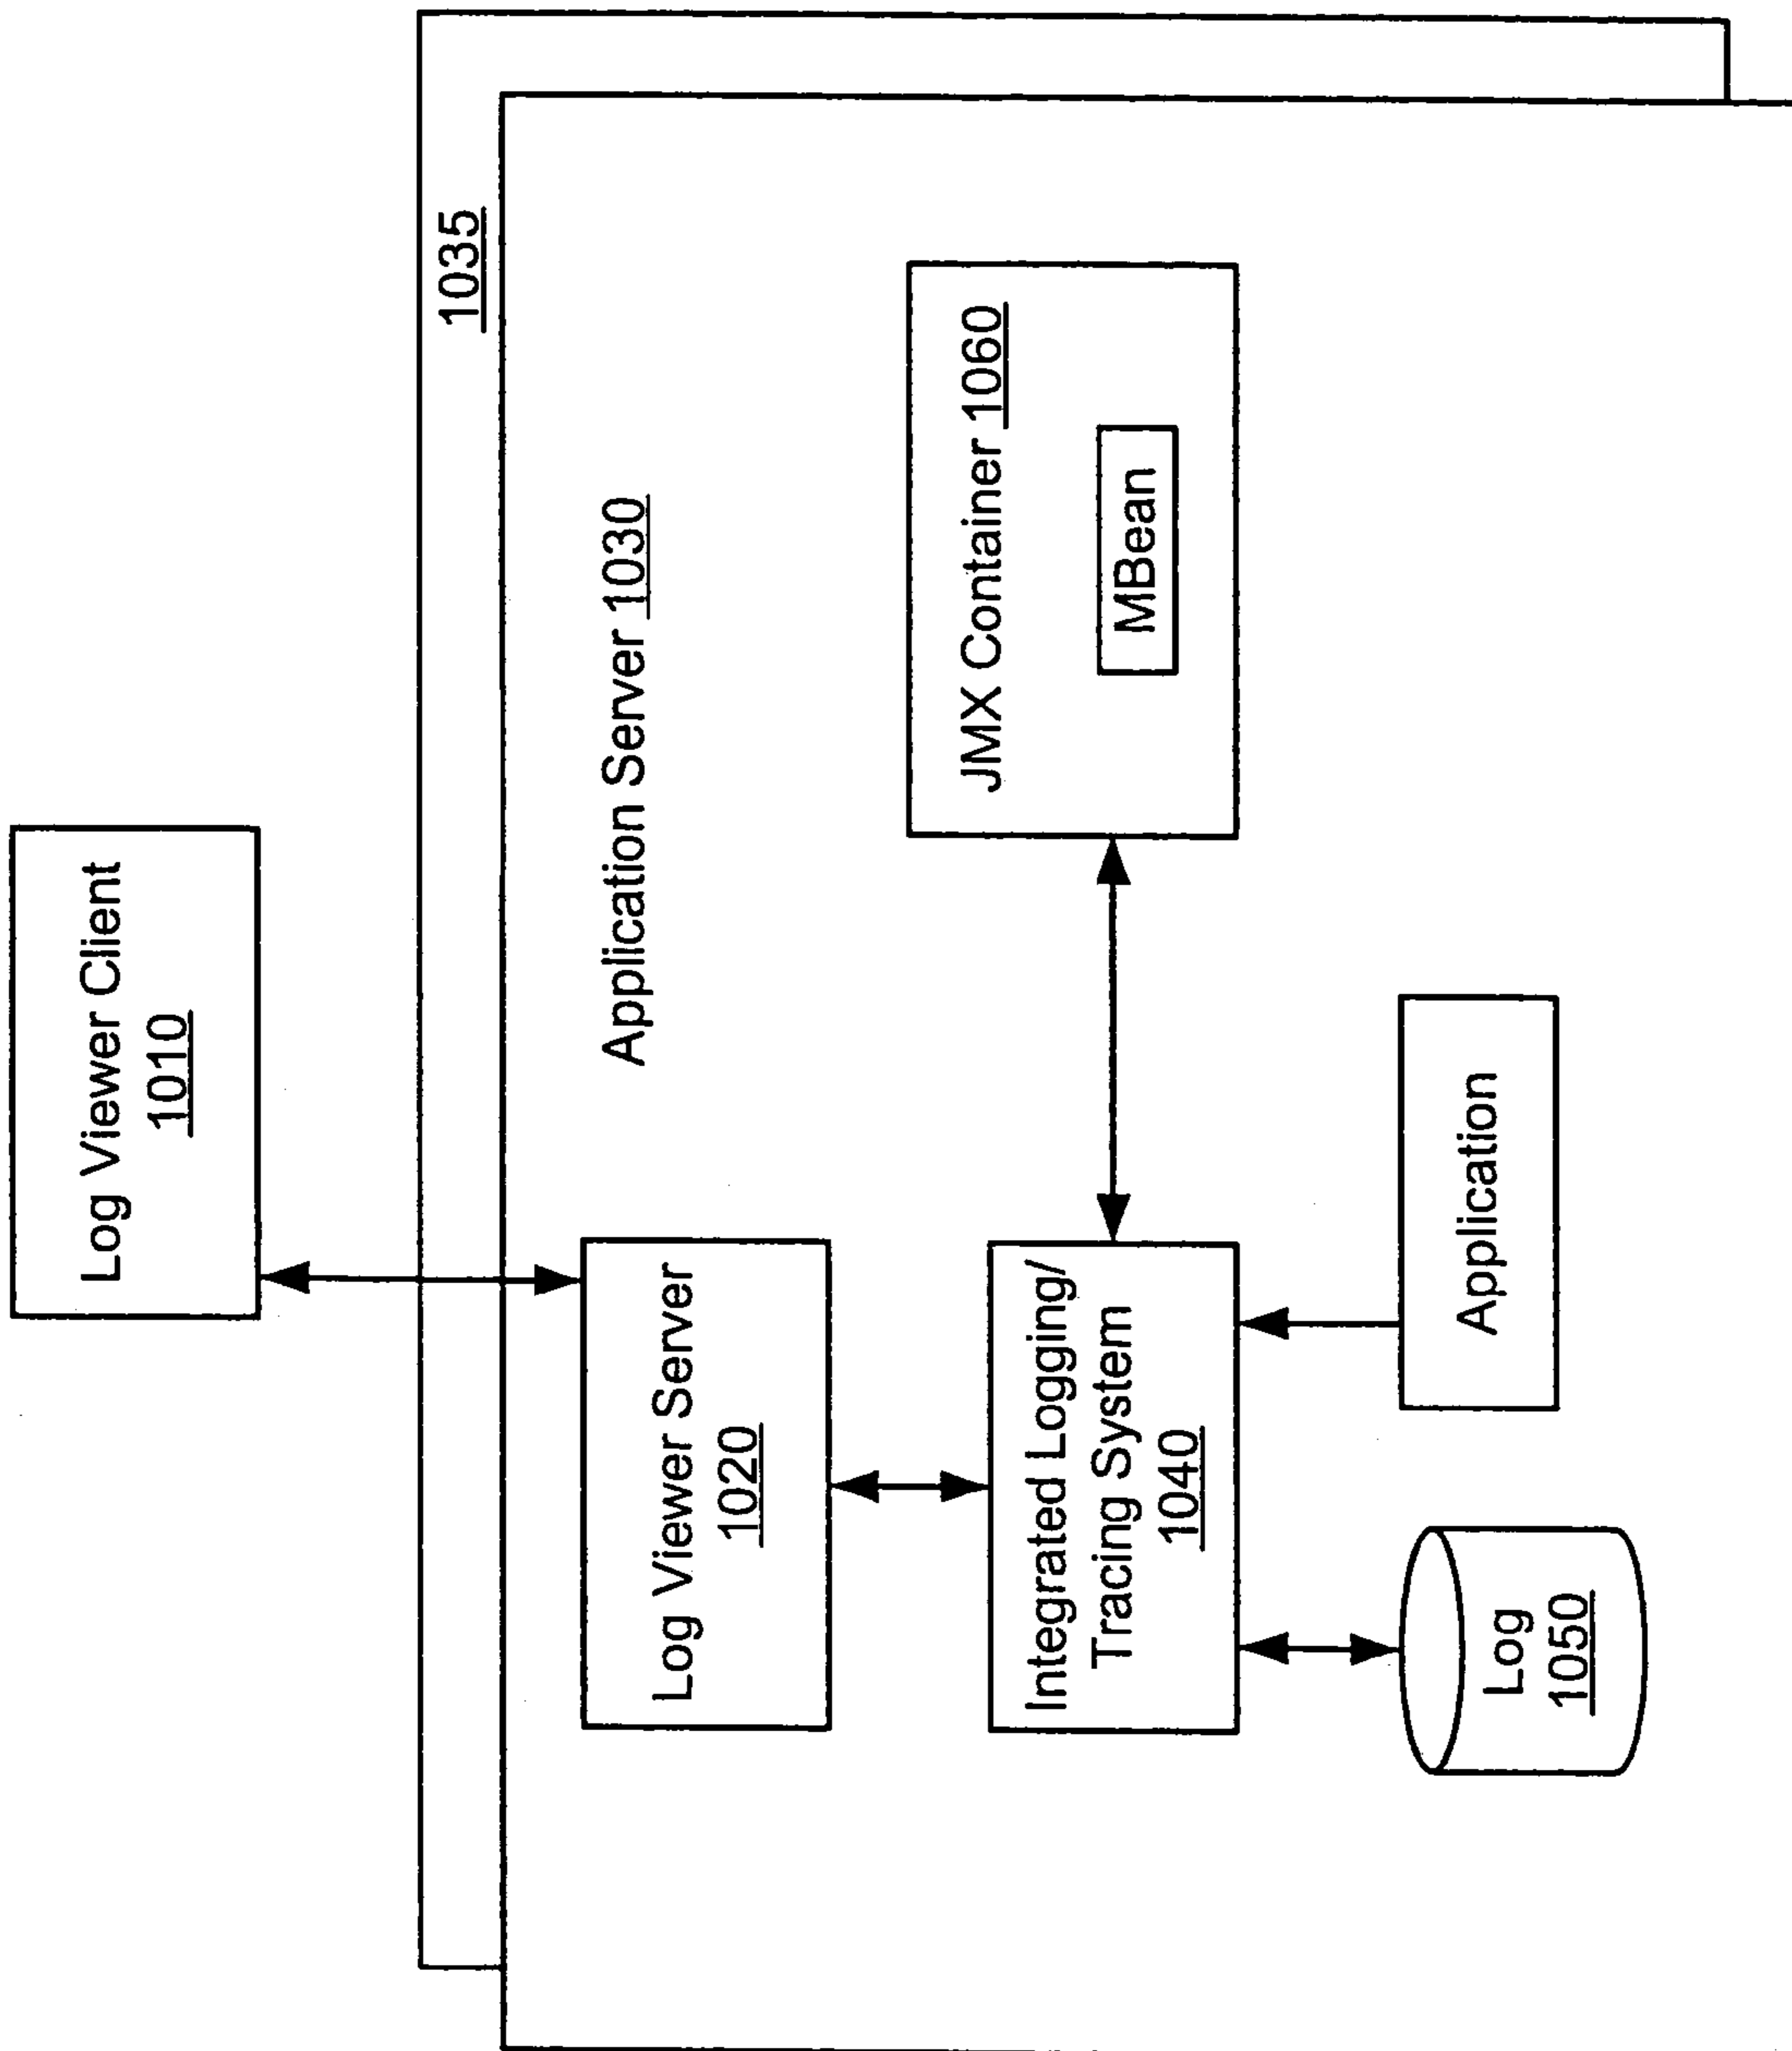 Log Viewer Client
1010
1035
Application Server 1030
Log Viewer Server
1020
JMX Container 1060
MBean
Integrated Logging/
Tracing System
1040
Application
Log
1050